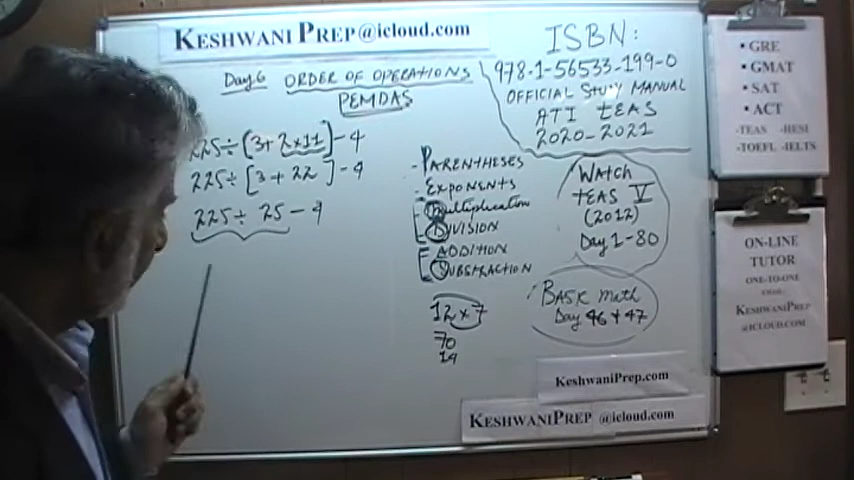 KESHWANI PREP@icloud.com
Day 6 ORDER OF OPERATIONS
PEMDAS
225 ÷ [3 + 2 × 11] - 4
225 ÷ [3 + 22 ] - 4
225 ÷ 25 - 4
PARENTHESES
EXPONENTS
Multiplication
DIVISION
ADDITION
SUBSTRACTION
12 × 7
70
14
ISBN:
978-1-56533-199-0
OFFICIAL STUDY MANUAL
ATI TEAS
2020-2021
WATCH
TEAS V
(2012)
Day 1-80
BASIC math
Day 46 + 47
KESHWANIPREP.COM
KESHWANIPREP @icloud.com
• GRE
• GMAT
• SAT
• ACT
-TEAS -HESI
-TOEFL -IELTS
ON-LINE
TUTOR
ONE-TO-ONE
KESHWANIPREP
@ICLOUD.COM